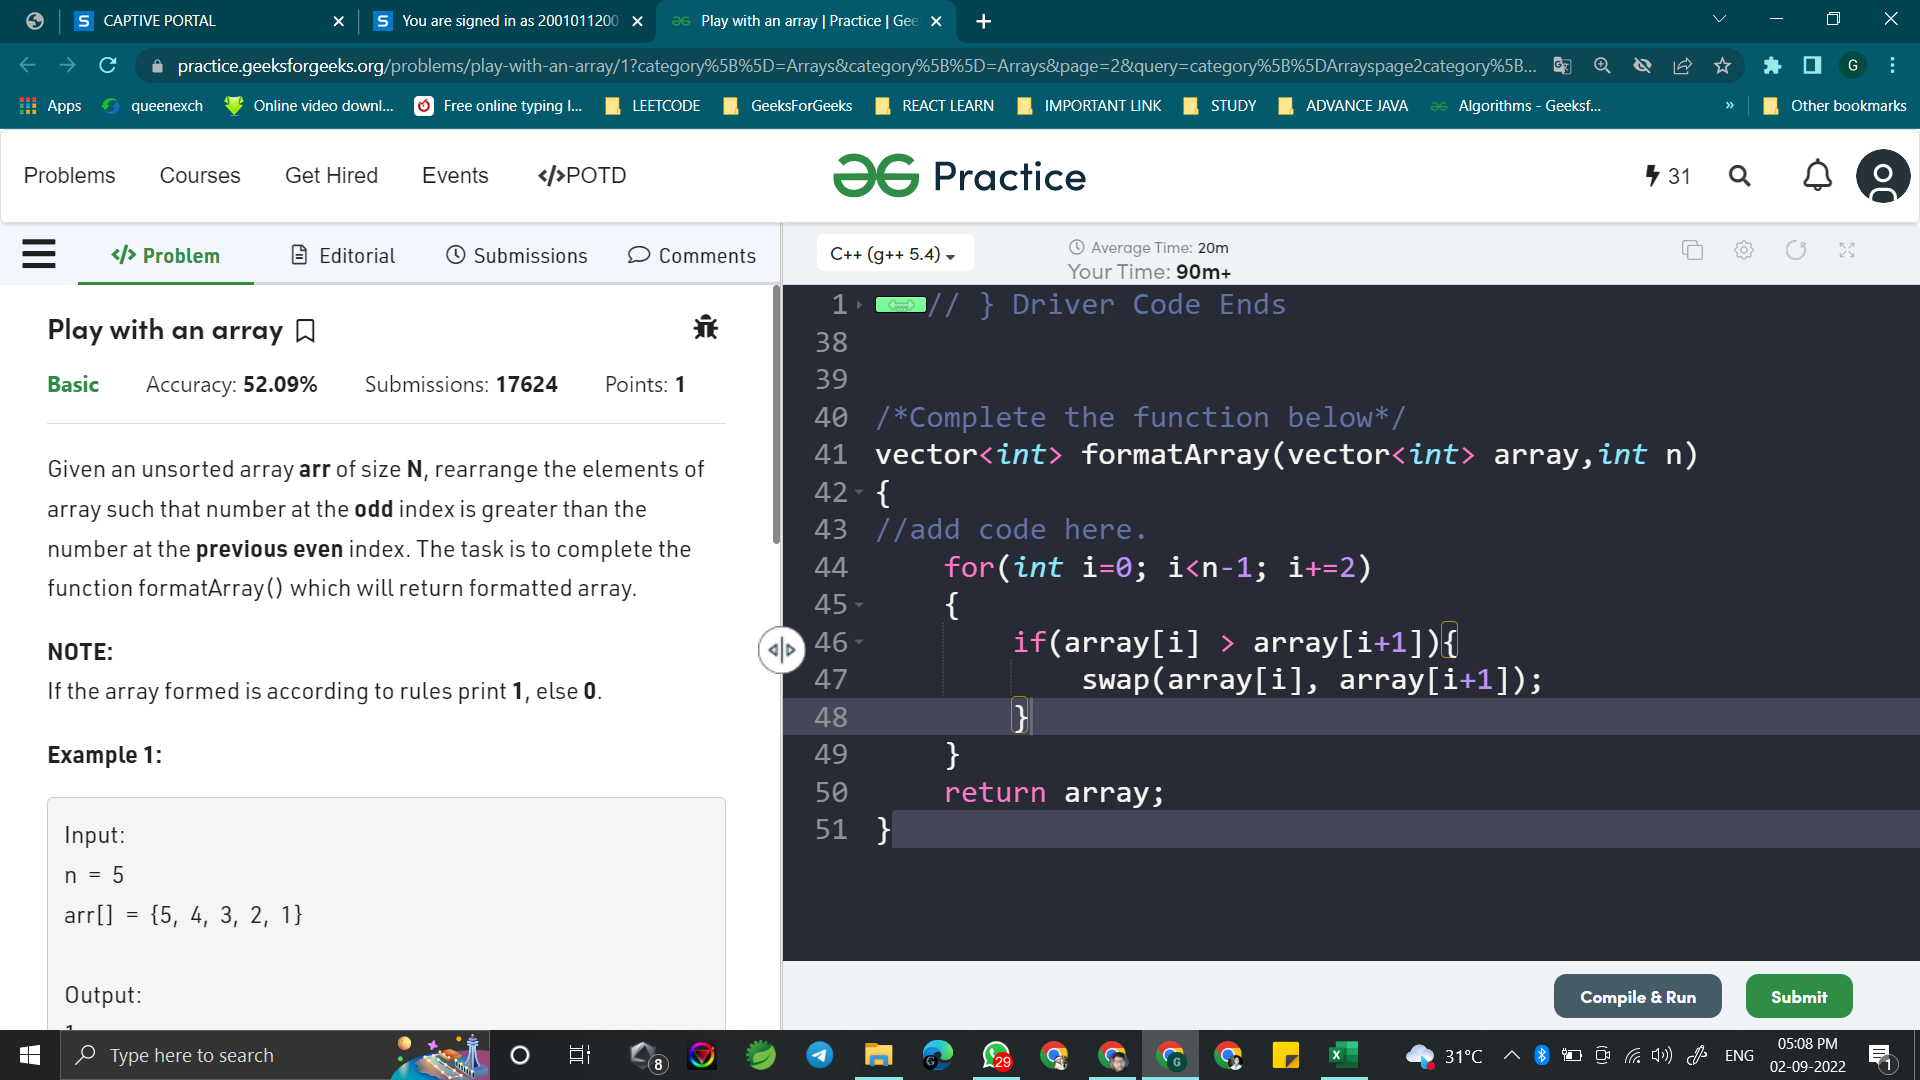 CAPTIVE PORTAL
You are signed in as 2001011200
Play with an array | Practice | Gee
practice.geeksforgeeks.org/problems/play-with-an-array/1?category%5B%5D=Arrays&category%5B%5D=Arrays&page=2&query=category%5B%5DArrayspage2category%5B...
G
Apps
queenexch
Online video downl...
Free online typing l...
LEETCODE
GeeksForGeeks
REACT LEARN
IMPORTANT LINK
STUDY
ADVANCE JAVA
Algorithms - Geeksf...
»
Other bookmarks
Problems
Courses
Get Hired
Events
</>POTD
Practice
31
</> Problem
Editorial
Submissions
Comments
C++ (g++ 5.4)
Average Time: 20m
Your Time: 90m+
Play with an array
Basic
Accuracy: 52.09%
Submissions: 17624
Points: 1
Given an unsorted array arr of size N, rearrange the elements of
array such that number at the odd index is greater than the
number at the previous even index. The task is to complete the
function formatArray() which will return formatted array.
NOTE:
If the array formed is according to rules print 1, else 0.
Example 1:
Input:
n = 5
arr[] = {5, 4, 3, 2, 1}
Output:
1 // } Driver Code Ends
38
39
40 /*Complete the function below*/
41 vector<int> formatArray(vector<int> array,int n)
42 {
43 //add code here.
44 for(int i=0; i<n-1; i+=2)
45 {
46 if(array[i] > array[i+1]){
47 swap(array[i], array[i+1]);
48 }
49 }
50 return array;
51 }
Compile & Run
Submit
Type here to search
8
29
G
31°C
ENG
05:08 PM
02-09-2022
1